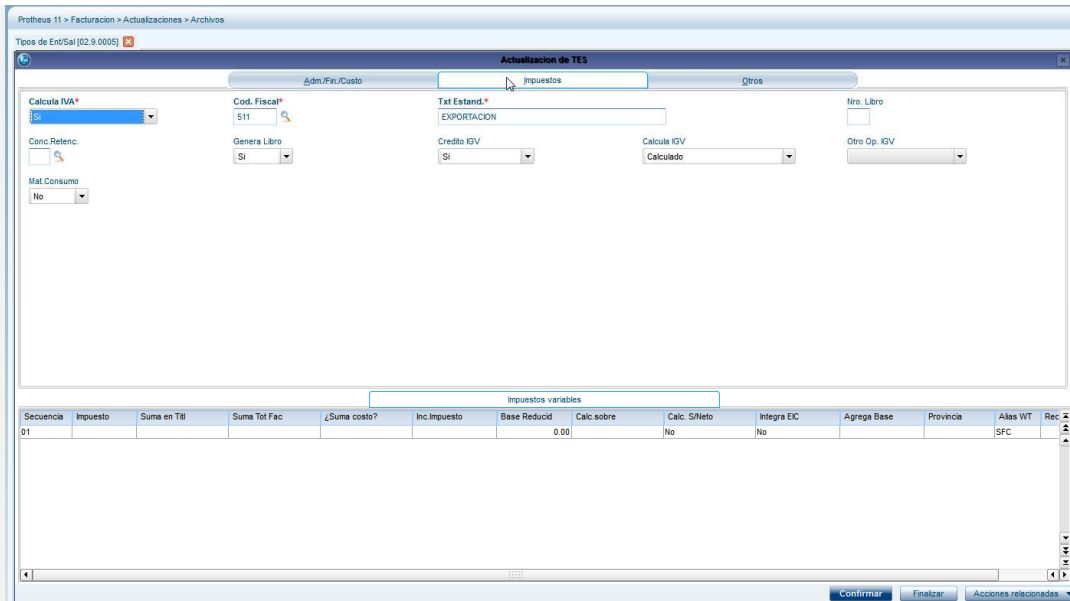 Protheus 11 > Facturacion > Actualizaciones > Archivos
Tipos de Ent/Sal [02.9.0005]
Actualizacion de TES
Adm./Fin./Custo Impuestos Otros
Calcula IVA* Cod. Fiscal* Txt Estand.* Nro. Libro
Si 511 EXPORTACION
Conc.Retenc. Genera Libro Credito IGV Calcula IGV Otro Op. IGV
Si Si Calculado
Mat.Consumo
No
Impuestos variables
Secuencia Impuesto Suma en Titl Suma Tot Fac ¿Suma costo? Inc.Impuesto Base Reducid Calc.sobre Calc. S/Neto Integra EIC Agrega Base Provincia Alias WT Rec
01 0.00 No No SFC
Confirmar Finalizar Acciones relacionadas